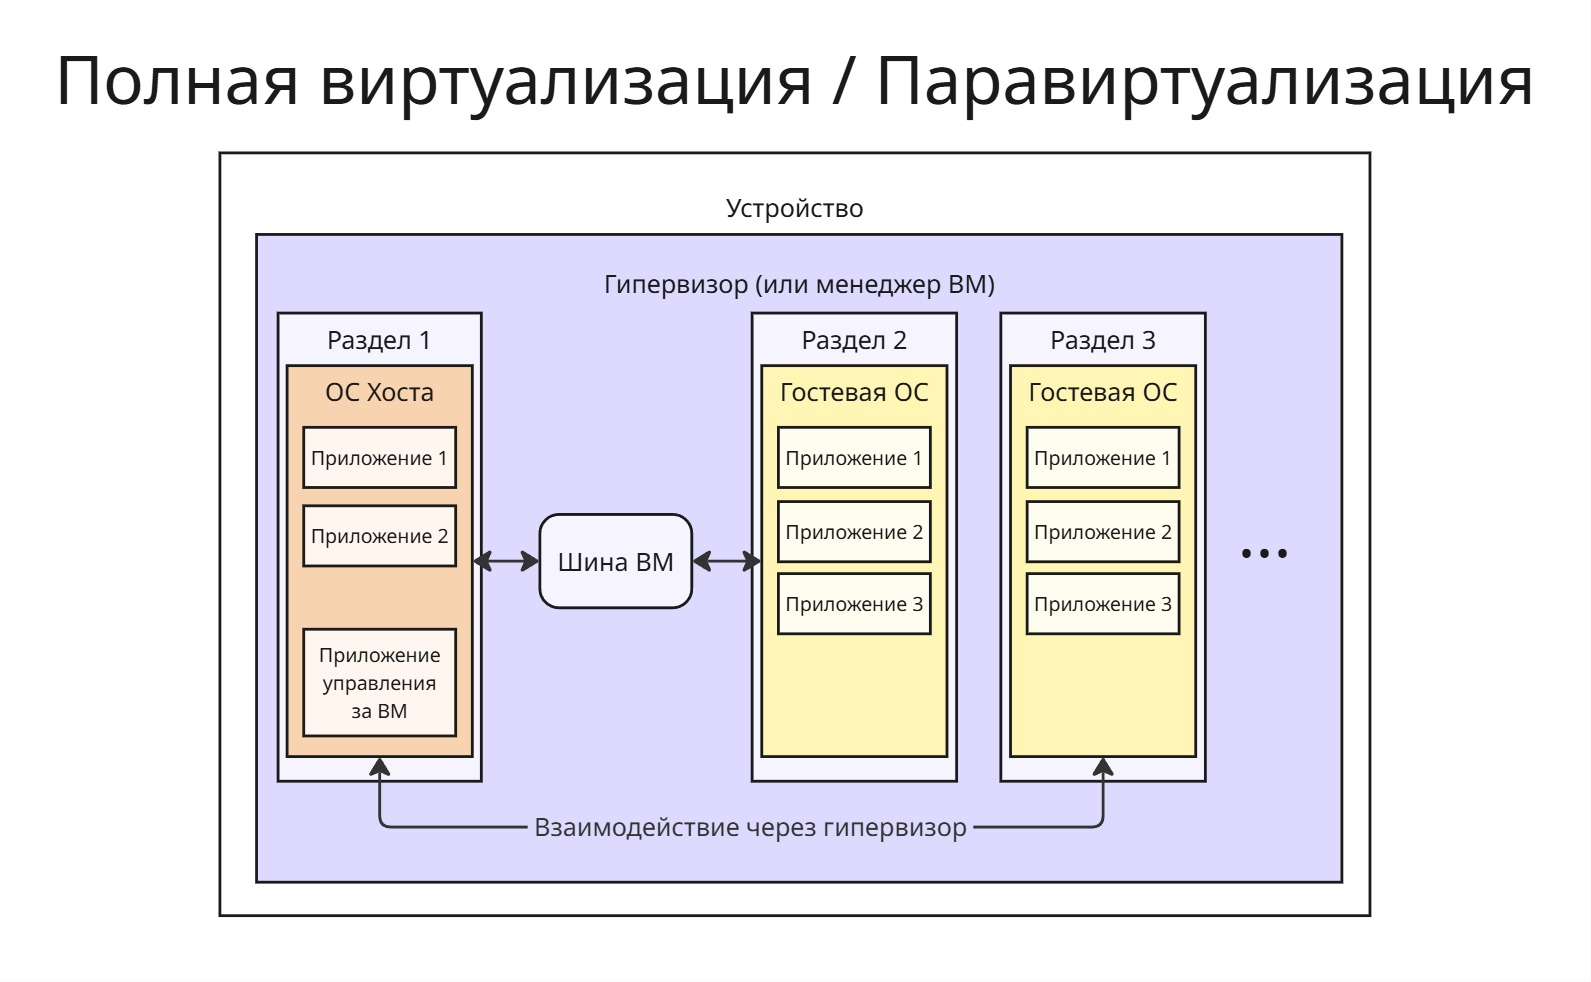 Полная виртуализация / Паравиртуализация
Устройство
Гипервизор (или менеджер ВМ)
Раздел 1
ОС Хоста
Приложение 1
Приложение 2
Приложение
управления
за ВМ
Шина ВМ
Раздел 2
Гостевая ОС
Приложение 1
Приложение 2
Приложение 3
Раздел 3
Гостевая ОС
Приложение 1
Приложение 2
Приложение 3
...
Взаимодействие через гипервизор